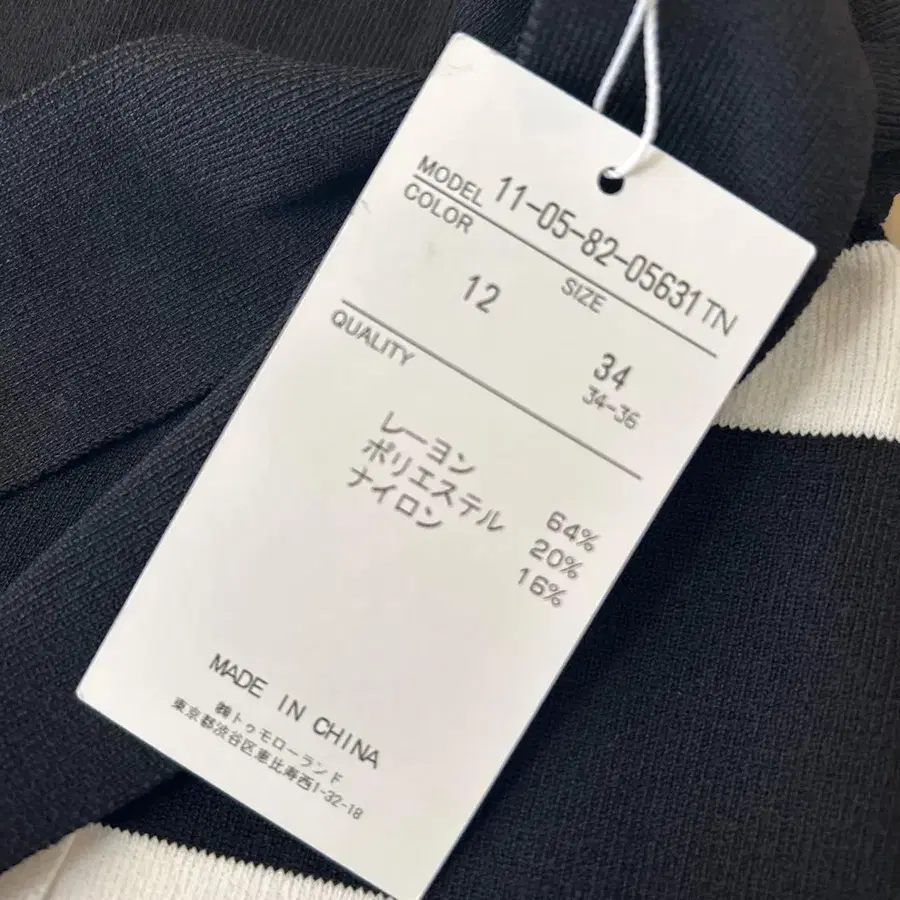 MODEL 11-05-82-05631TN
COLOR SIZE
12 34
34-36
QUALITY
レーヨン 64%
ポリエステル 20%
ナイロン 16%
MADE IN CHINA
㈱トゥモローランド
東京都渋谷区恵比寿西1-32-18